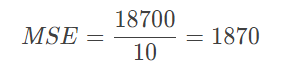 MSE = 18700/10 = 1870